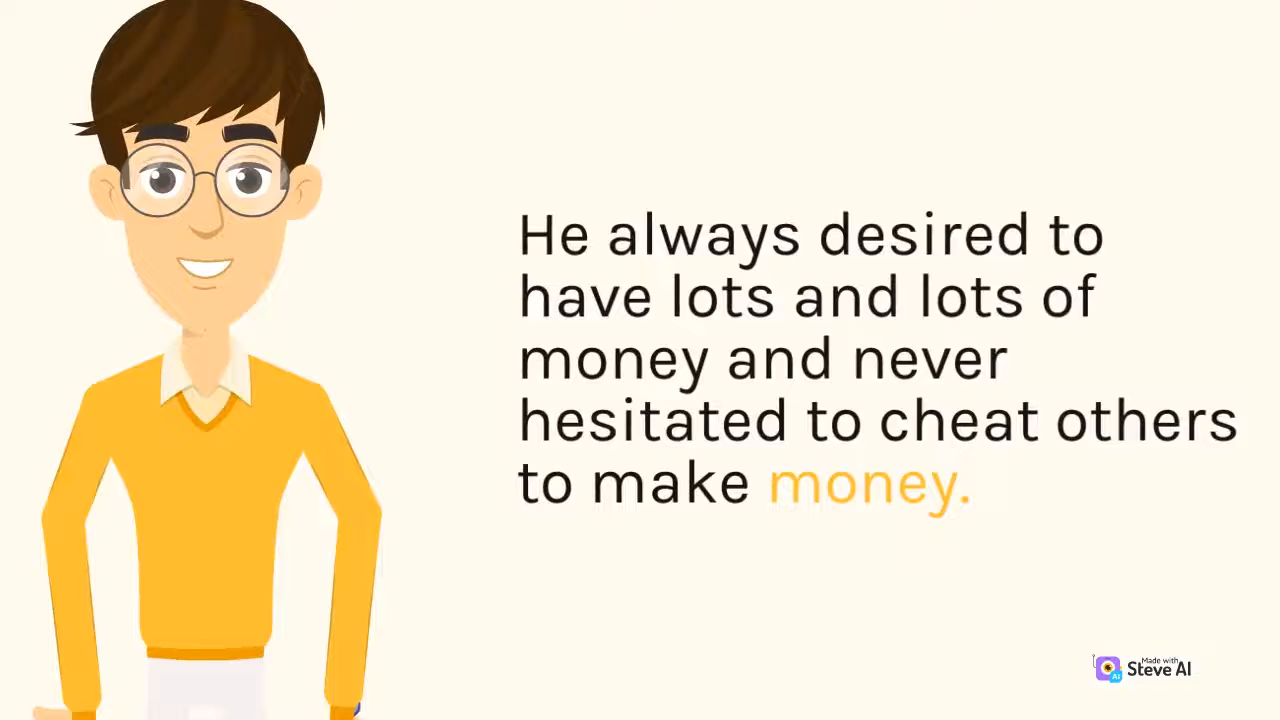 He always desired to
have lots and lots of
money and never
hesitated to cheat others
to make money.
Made with
Steve AI
AI